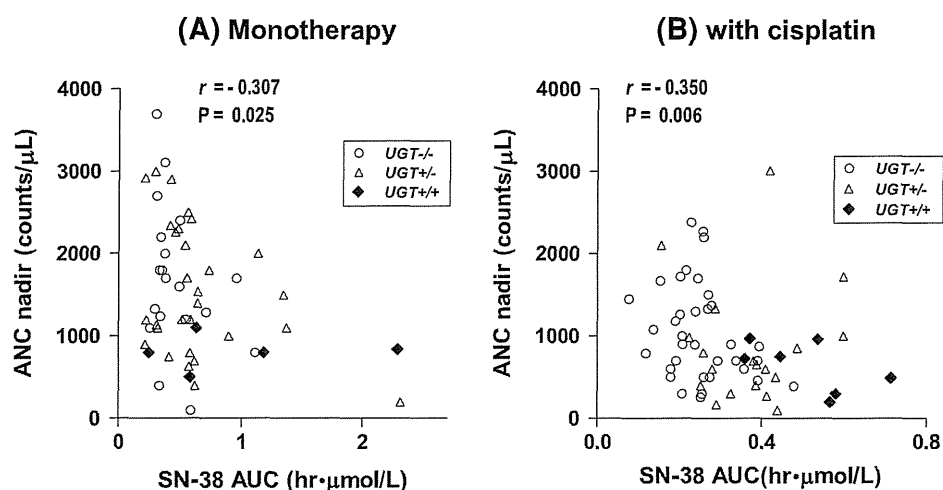 (A) Monotherapy
r = - 0.307
P = 0.025
ANC nadir (counts/μL)
4000
3000
2000
1000
0
UGT-/-
UGT+/-
UGT+/+
0 1 2
SN-38 AUC (hr·μmol/L)
(B) with cisplatin
r = - 0.350
P = 0.006
ANC nadir (counts/μL)
4000
3000
2000
1000
0
UGT-/-
UGT+/-
UGT+/+
0.0 0.4 0.8
SN-38 AUC(hr·μmol/L)